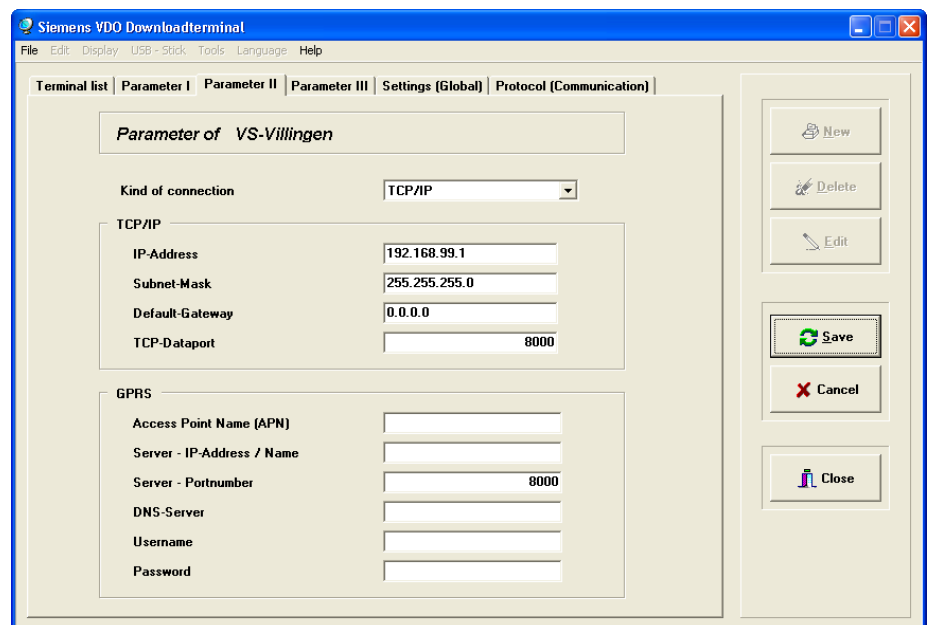 Siemens VDO Downloadterminal
File Edit Display USB - Stick Tools Language Help
Terminal list Parameter I Parameter II Parameter III Settings (Global) Protocol (Communication)
Parameter of VS-Villingen
Kind of connection TCP/IP
TCP/IP
IP-Address 192.168.99.1
Subnet-Mask 255.255.255.0
Default-Gateway 0.0.0.0
TCP-Dataport 8000
GPRS
Access Point Name (APN)
Server - IP-Address / Name
Server - Portnumber 8000
DNS-Server
Username
Password
New
Delete
Edit
Save
Cancel
Close